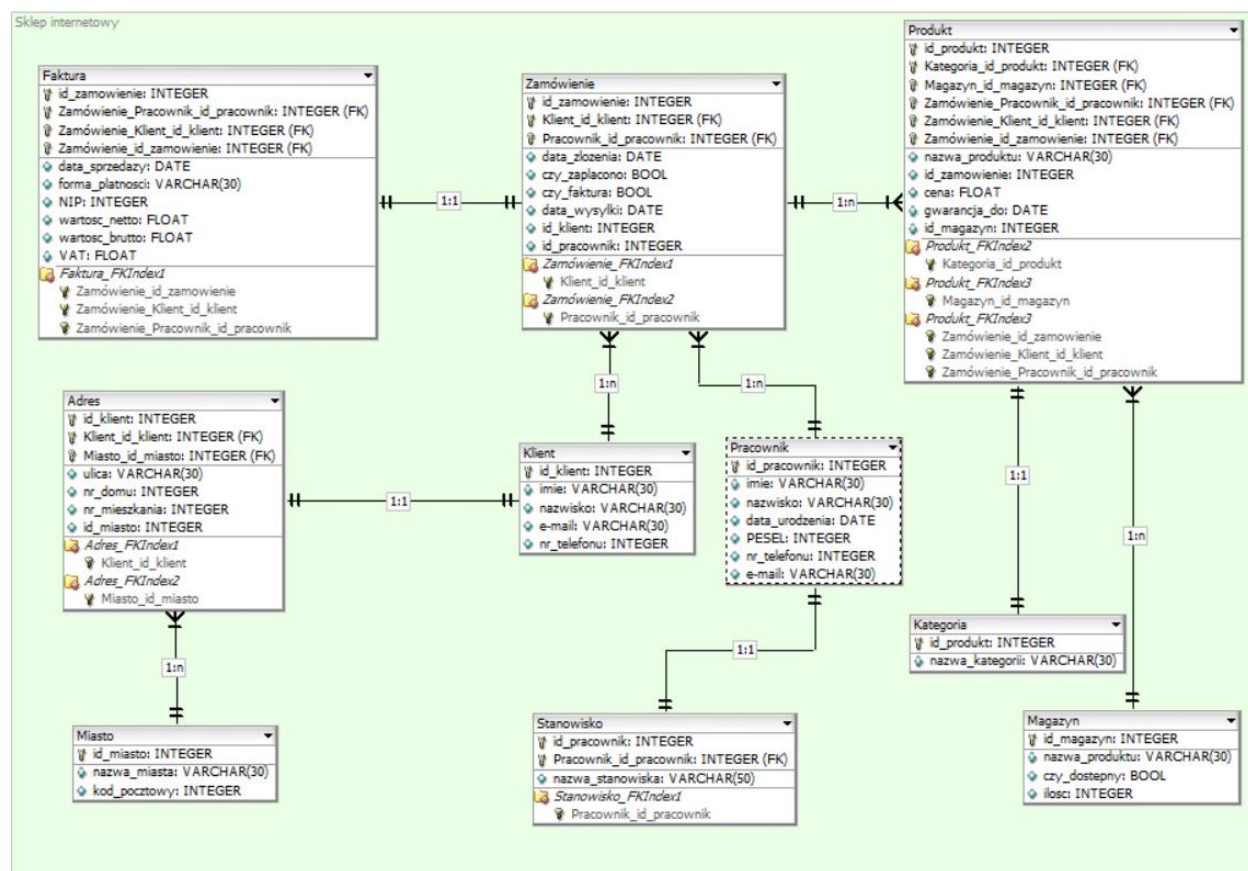 Sklep internetowy
Faktura
id_zamowienie: INTEGER
Zamówienie_Pracownik_id_pracownik: INTEGER (FK)
Zamówienie_Klient_id_klient: INTEGER (FK)
Zamówienie_id_zamowienie: INTEGER (FK)
data_sprzedazy: DATE
forma_platnosci: VARCHAR(30)
NIP: INTEGER
wartosc_netto: FLOAT
wartosc_brutto: FLOAT
VAT: FLOAT
Faktura_FKIndex1
Zamówienie_id_zamowienie
Zamówienie_Klient_id_klient
Zamówienie_Pracownik_id_pracownik
1:1
Zamówienie
id_zamowienie: INTEGER
Klient_id_klient: INTEGER (FK)
Pracownik_id_pracownik: INTEGER (FK)
data_zlozenia: DATE
czy_zaplacono: BOOL
czy_faktura: BOOL
data_wysylki: DATE
id_klient: INTEGER
id_pracownik: INTEGER
Zamówienie_FKIndex1
Klient_id_klient
Zamówienie_FKIndex2
Pracownik_id_pracownik
1:n
Produkt
id_produkt: INTEGER
Kategoria_id_produkt: INTEGER (FK)
Magazyn_id_magazyn: INTEGER (FK)
Zamówienie_Pracownik_id_pracownik: INTEGER (FK)
Zamówienie_Klient_id_klient: INTEGER (FK)
Zamówienie_id_zamowienie: INTEGER (FK)
nazwa_produktu: VARCHAR(30)
id_zamowienie: INTEGER
cena: FLOAT
gwarancja_do: DATE
id_magazyn: INTEGER
Produkt_FKIndex2
Kategoria_id_produkt
Produkt_FKIndex3
Magazyn_id_magazyn
Produkt_FKIndex3
Zamówienie_id_zamowienie
Zamówienie_Klient_id_klient
Zamówienie_Pracownik_id_pracownik
1:n
1:n
Adres
id_klient: INTEGER
Klient_id_klient: INTEGER (FK)
Miasto_id_miasto: INTEGER (FK)
ulica: VARCHAR(30)
nr_domu: INTEGER
nr_mieszkania: INTEGER
id_miasto: INTEGER
Adres_FKIndex1
Klient_id_klient
Adres_FKIndex2
Miasto_id_miasto
1:1
Klient
id_klient: INTEGER
imie: VARCHAR(30)
nazwisko: VARCHAR(30)
e-mail: VARCHAR(30)
nr_telefonu: INTEGER
Pracownik
id_pracownik: INTEGER
imie: VARCHAR(30)
nazwisko: VARCHAR(30)
data_urodzenia: DATE
PESEL: INTEGER
nr_telefonu: INTEGER
e-mail: VARCHAR(30)
1:1
1:n
1:n
1:1
Kategoria
id_produkt: INTEGER
nazwa_kategorii: VARCHAR(30)
Miasto
id_miasto: INTEGER
nazwa_miasta: VARCHAR(30)
kod_pocztowy: INTEGER
Stanowisko
id_pracownik: INTEGER
Pracownik_id_pracownik: INTEGER (FK)
nazwa_stanowiska: VARCHAR(50)
Stanowisko_FKIndex1
Pracownik_id_pracownik
Magazyn
id_magazyn: INTEGER
nazwa_produktu: VARCHAR(30)
czy_dostepny: BOOL
ilosc: INTEGER